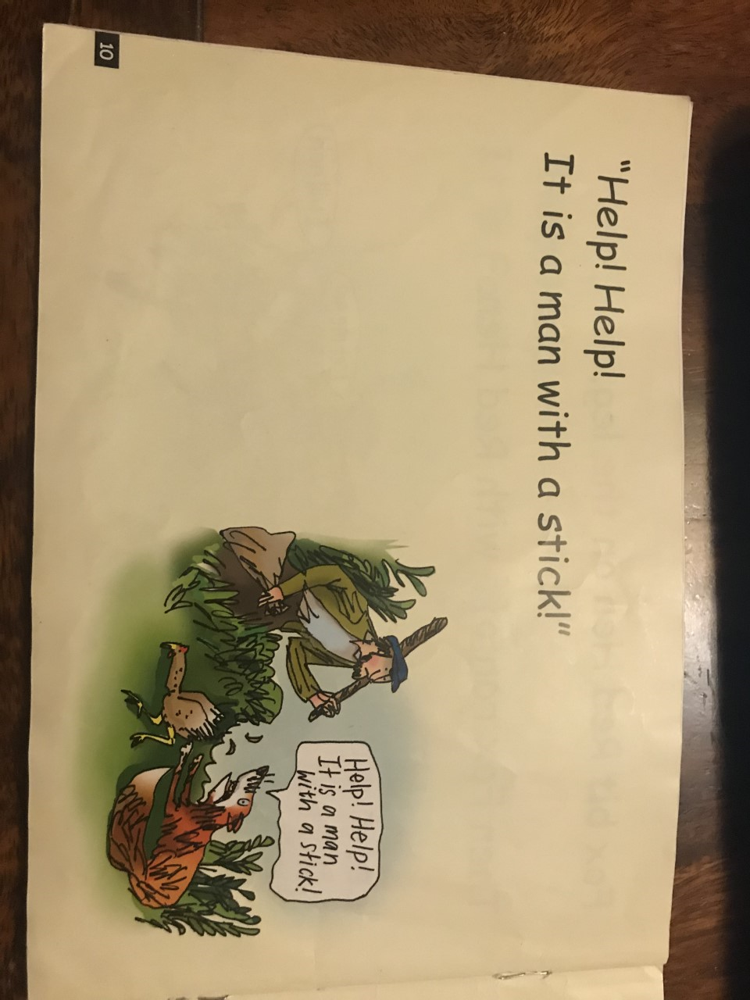 "Help! Help!
It is a man with a stick!"
Help! Help!
It is a man
with a stick!
10